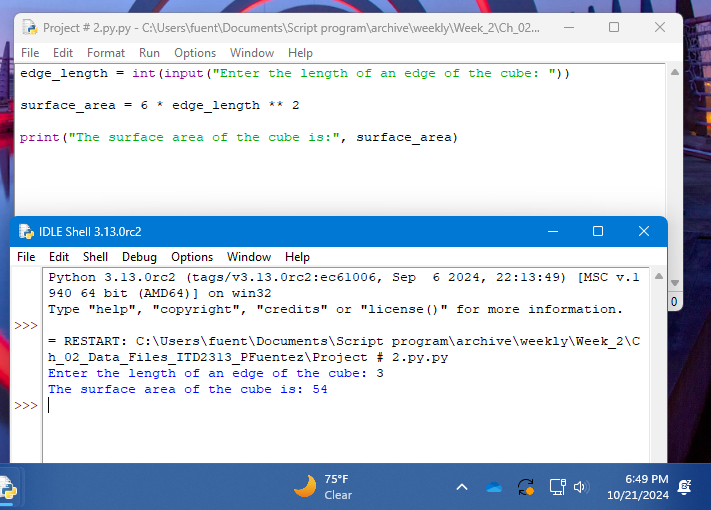 Project # 2.py.py - C:\Users\fuent\Documents\Script program\archive\weekly\Week_2\Ch_02...
File Edit Format Run Options Window Help
edge_length = int(input("Enter the length of an edge of the cube: "))
surface_area = 6 * edge_length ** 2
print("The surface area of the cube is:", surface_area)
0
IDLE Shell 3.13.0rc2
File Edit Shell Debug Options Window Help
Python 3.13.0rc2 (tags/v3.13.0rc2:ec61006, Sep  6 2024, 22:13:49) [MSC v.1
940 64 bit (AMD64)] on win32
Type "help", "copyright", "credits" or "license()" for more information.
>>>
= RESTART: C:\Users\fuent\Documents\Script program\archive\weekly\Week_2\C
h_02_Data_Files_ITD2313_PFuentez\Project # 2.py.py
Enter the length of an edge of the cube: 3
The surface area of the cube is: 54
>>>
75°F
Clear
6:49 PM
10/21/2024